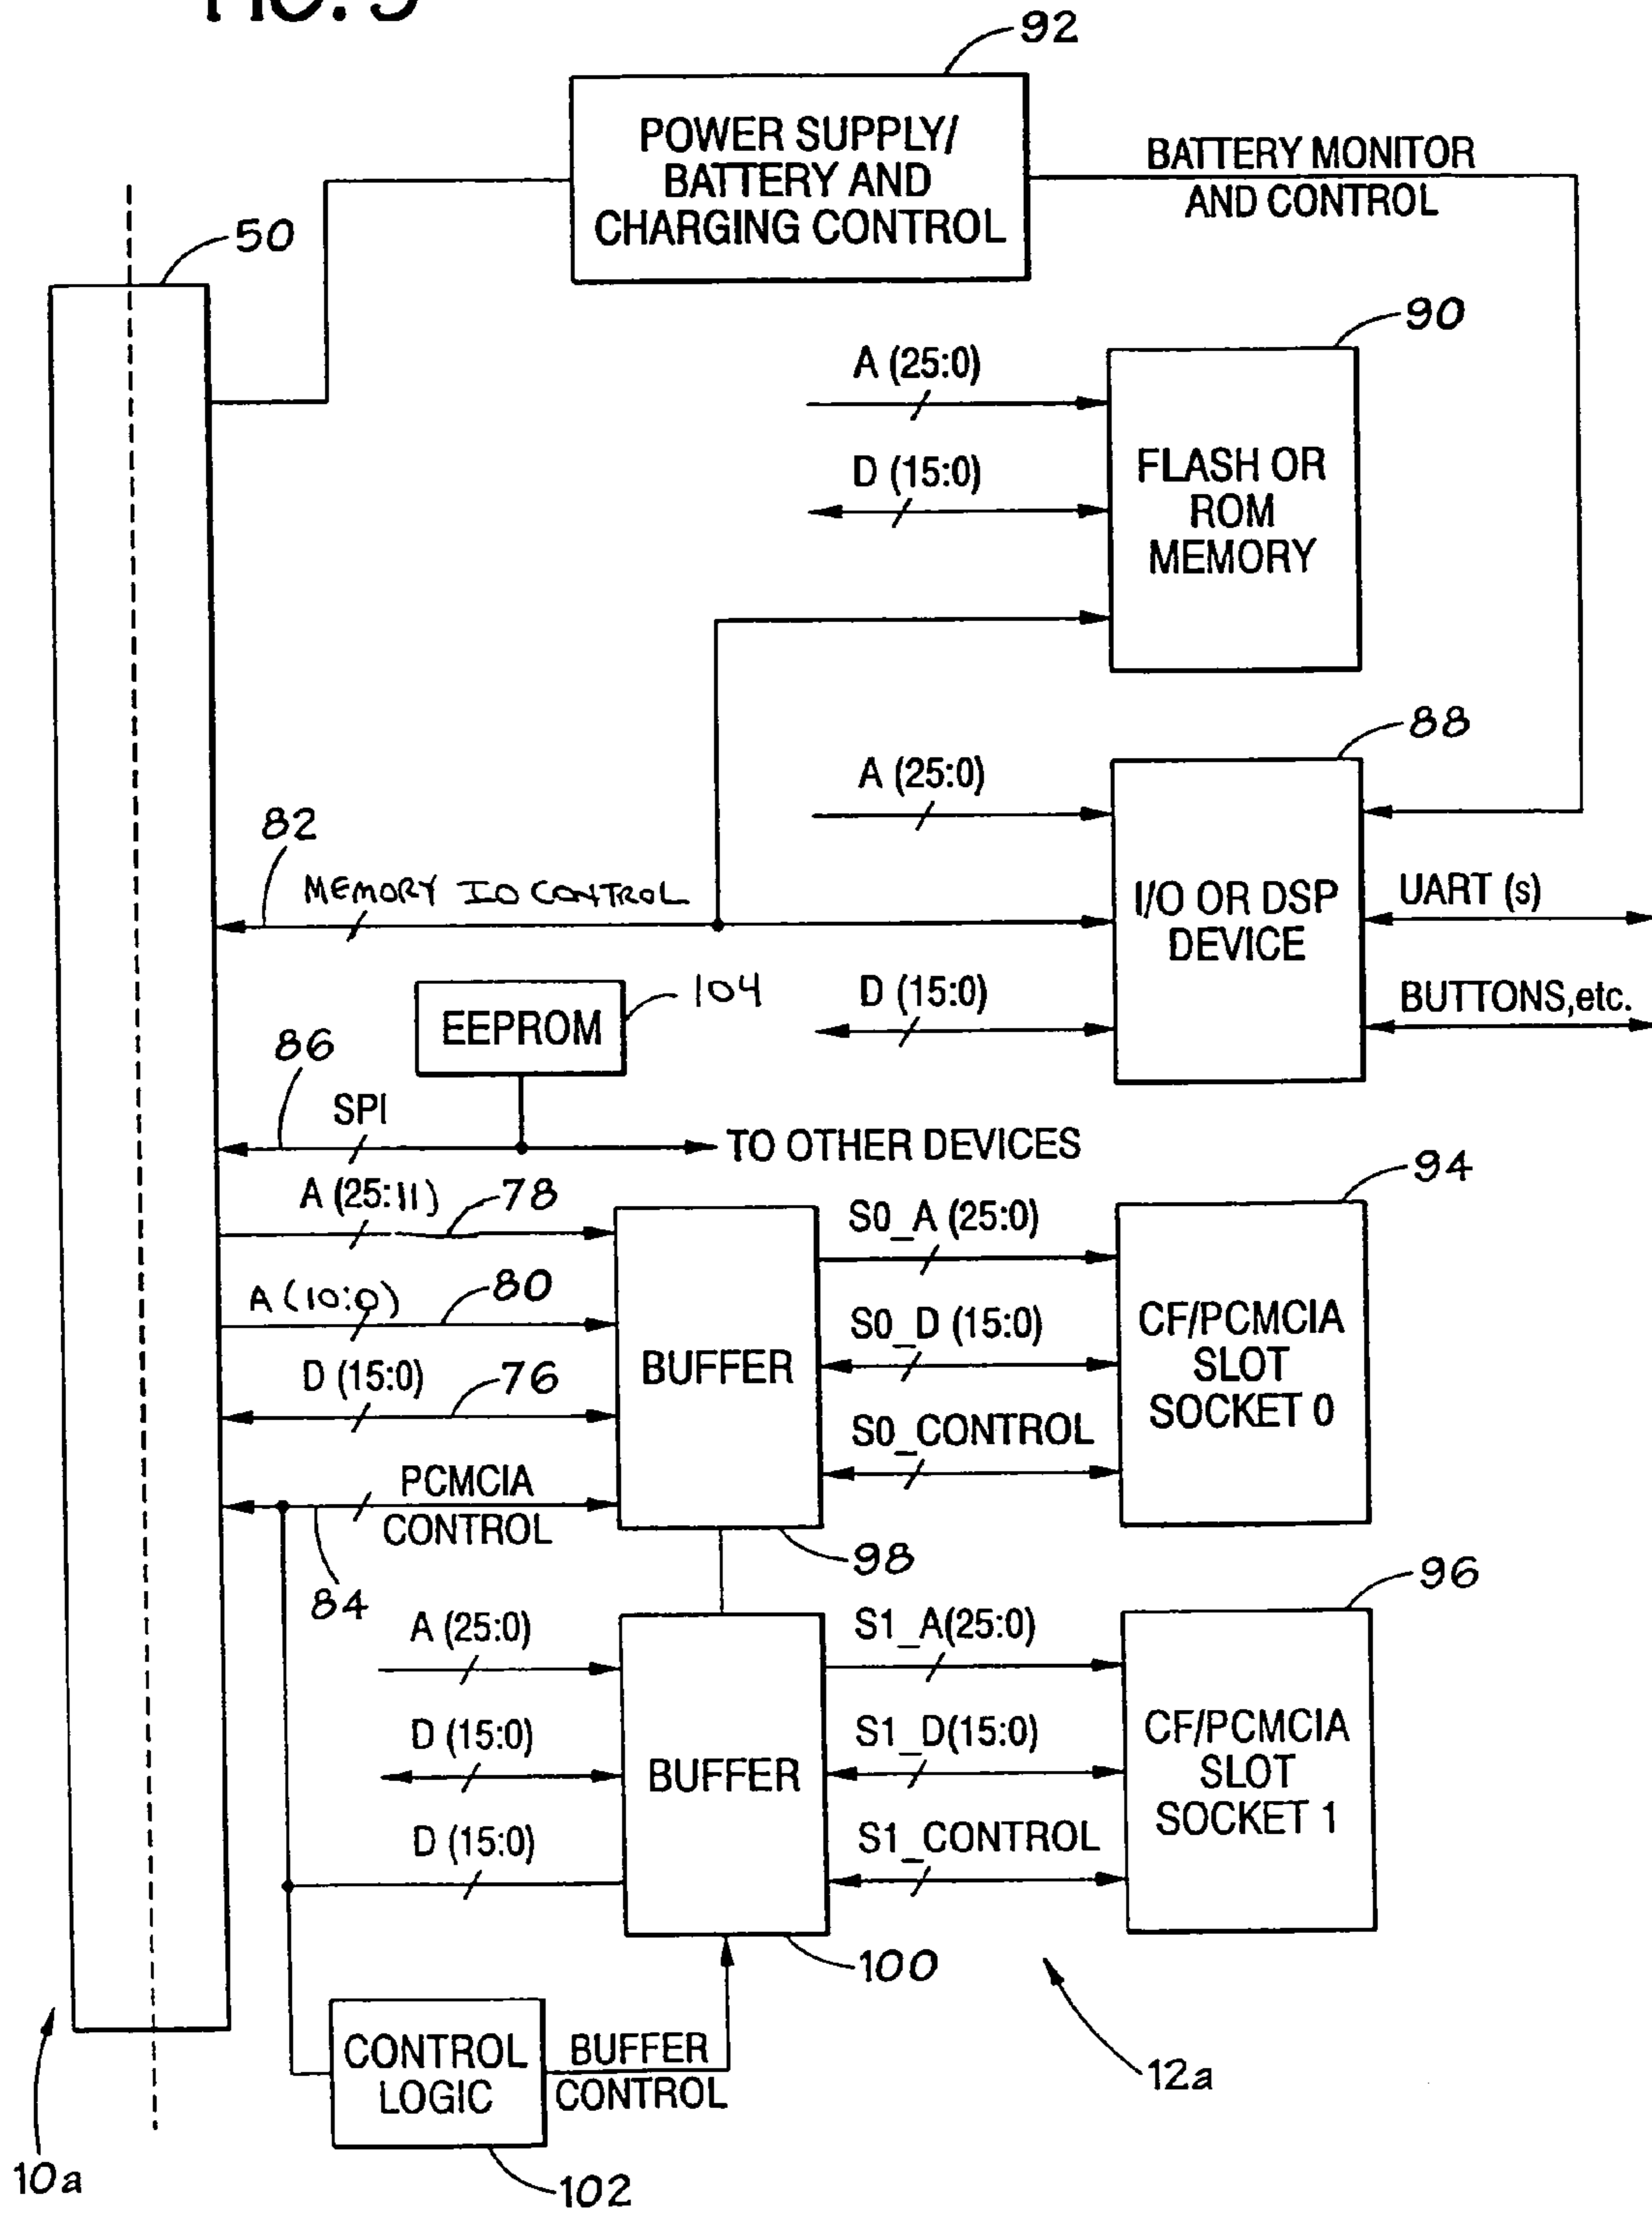 92
POWER SUPPLY/
BATTERY AND
CHARGING CONTROL
BATTERY MONITOR
AND CONTROL
50
90
A (25:0)
D (15:0)
FLASH OR
ROM
MEMORY
88
A (25:0)
82
MEMORY IO CONTROL
I/O OR DSP
DEVICE
UART (s)
D (15:0)
BUTTONS,etc.
EEPROM
104
86
SPI
TO OTHER DEVICES
A (25:11)
78
A (10:0)
80
D (15:0)
76
PCMCIA
CONTROL
84
BUFFER
98
S0_A (25:0)
S0_D (15:0)
S0_CONTROL
94
CF/PCMCIA
SLOT
SOCKET 0
A (25:0)
D (15:0)
D (15:0)
BUFFER
100
S1_A(25:0)
S1_D(15:0)
S1_CONTROL
96
CF/PCMCIA
SLOT
SOCKET 1
CONTROL
LOGIC
BUFFER
CONTROL
102
10a
12a